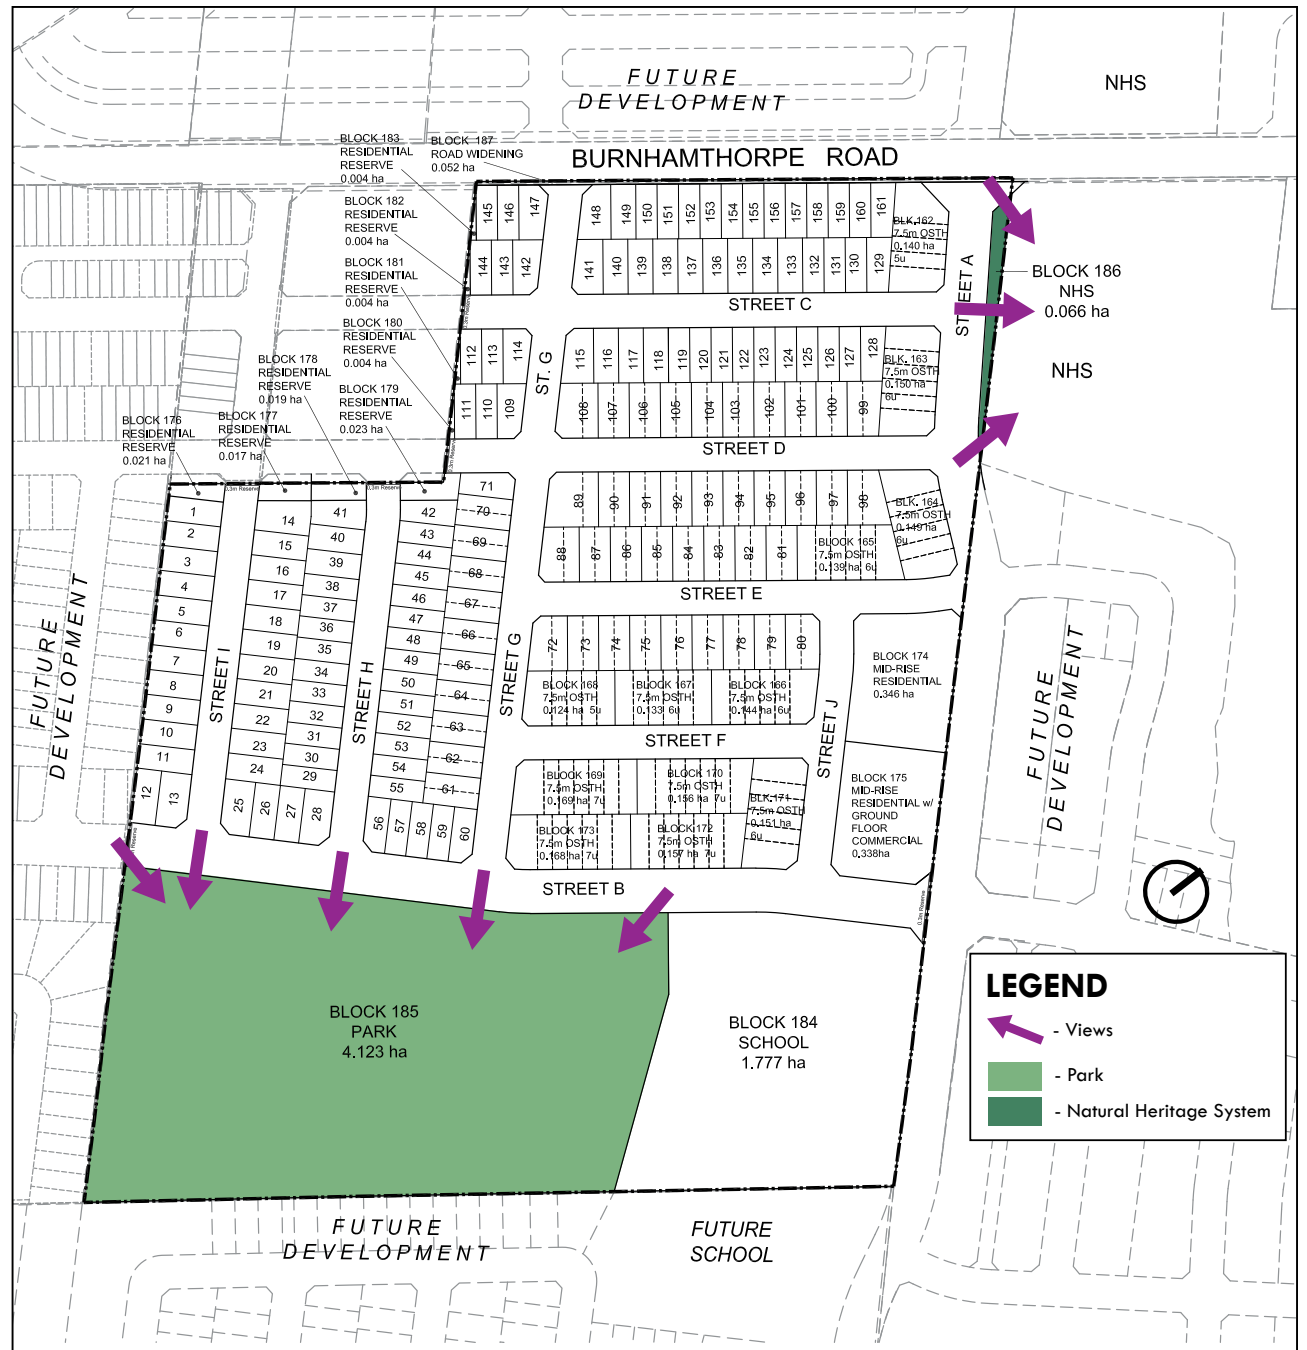 FUTURE
DEVELOPMENT
NHS
BURNHAMTHORPE ROAD
BLOCK 183
RESIDENTIAL
RESERVE
0.004 ha
BLOCK 187
ROAD WIDENING
0.052 ha
BLOCK 182
RESIDENTIAL
RESERVE
0.004 ha
BLOCK 181
RESIDENTIAL
RESERVE
0.004 ha
BLOCK 180
RESIDENTIAL
RESERVE
0.004 ha
BLOCK 178
RESIDENTIAL
RESERVE
0.019 ha
BLOCK 179
RESIDENTIAL
RESERVE
0.023 ha
BLOCK 177
RESIDENTIAL
RESERVE
0.017 ha
BLOCK 176
RESIDENTIAL
RESERVE
0.021 ha
145 146 147
144 143 142
148 149 150 151 152 153 154 155 156 157 158 159 160 161
141 140 139 138 137 136 135 134 133 132 131 130 129
BLK.162
7.5m OSTH
0.140 ha
5u
STREET A
BLOCK 186
NHS
0.066 ha
NHS
STREET C
0.3m Reserve
112 113 114
111 110 109
ST. G
115 116 117 118 119 120 121 122 123 124 125 126 127 128
108 107 106 105 104 103 102 101 100 99
BLK. 163
7.5m OSTH
0.150 ha
6u
STREET D
0.3m Reserve
0.3m Reserve
0.3m Reserve
89 90 91 92 93 94 95 96 97 98
88 87 86 85 84 83 82 81
BLOCK 165
7.5m OSTH
0.139 ha 6u
BLK. 164
7.5m OSTH
0.149 ha
6u
STREET E
1
2
3
4
5
6
7
8
9
10
11
12 13
STREET I
14
15
16
17
18
19
20
21
22
23
24
25 26 27 28
41
40
39
38
37
36
35
34
33
32
31
30
29
STREET H
42
43
44
45
46
47
48
49
50
51
52
53
54
55
56 57 58 59 60
71
70
69
68
67
66
65
64
63
62
61
STREET G
72 73 74 75 76 77 78 79 80
BLOCK 168
7.5m OSTH
0.124 ha 5u
BLOCK 167
7.5m OSTH
0.133 6u
BLOCK 166
7.5m OSTH
0.144 ha 6u
STREET F
STREET J
BLOCK 174
MID-RISE
RESIDENTIAL
0.346 ha
BLOCK 175
MID-RISE
RESIDENTIAL w/
GROUND
FLOOR
COMMERCIAL
0.338ha
BLOCK 169
7.5m OSTH
0.169 ha 7u
BLOCK 170
7.5m OSTH
0.156 ha 7u
BLK.171
7.5m OSTH
0.151 ha
6u
BLOCK 173
7.5m OSTH
0.168 ha 7u
BLOCK 172
7.5m OSTH
0.157 ha 7u
STREET B
0.3m Reserve
0.3m Reserve
FUTURE
DEVELOPMENT
FUTURE
DEVELOPMENT
BLOCK 185
PARK
4.123 ha
BLOCK 184
SCHOOL
1.777 ha
LEGEND
- Views
- Park
- Natural Heritage System
FUTURE
DEVELOPMENT
FUTURE
SCHOOL